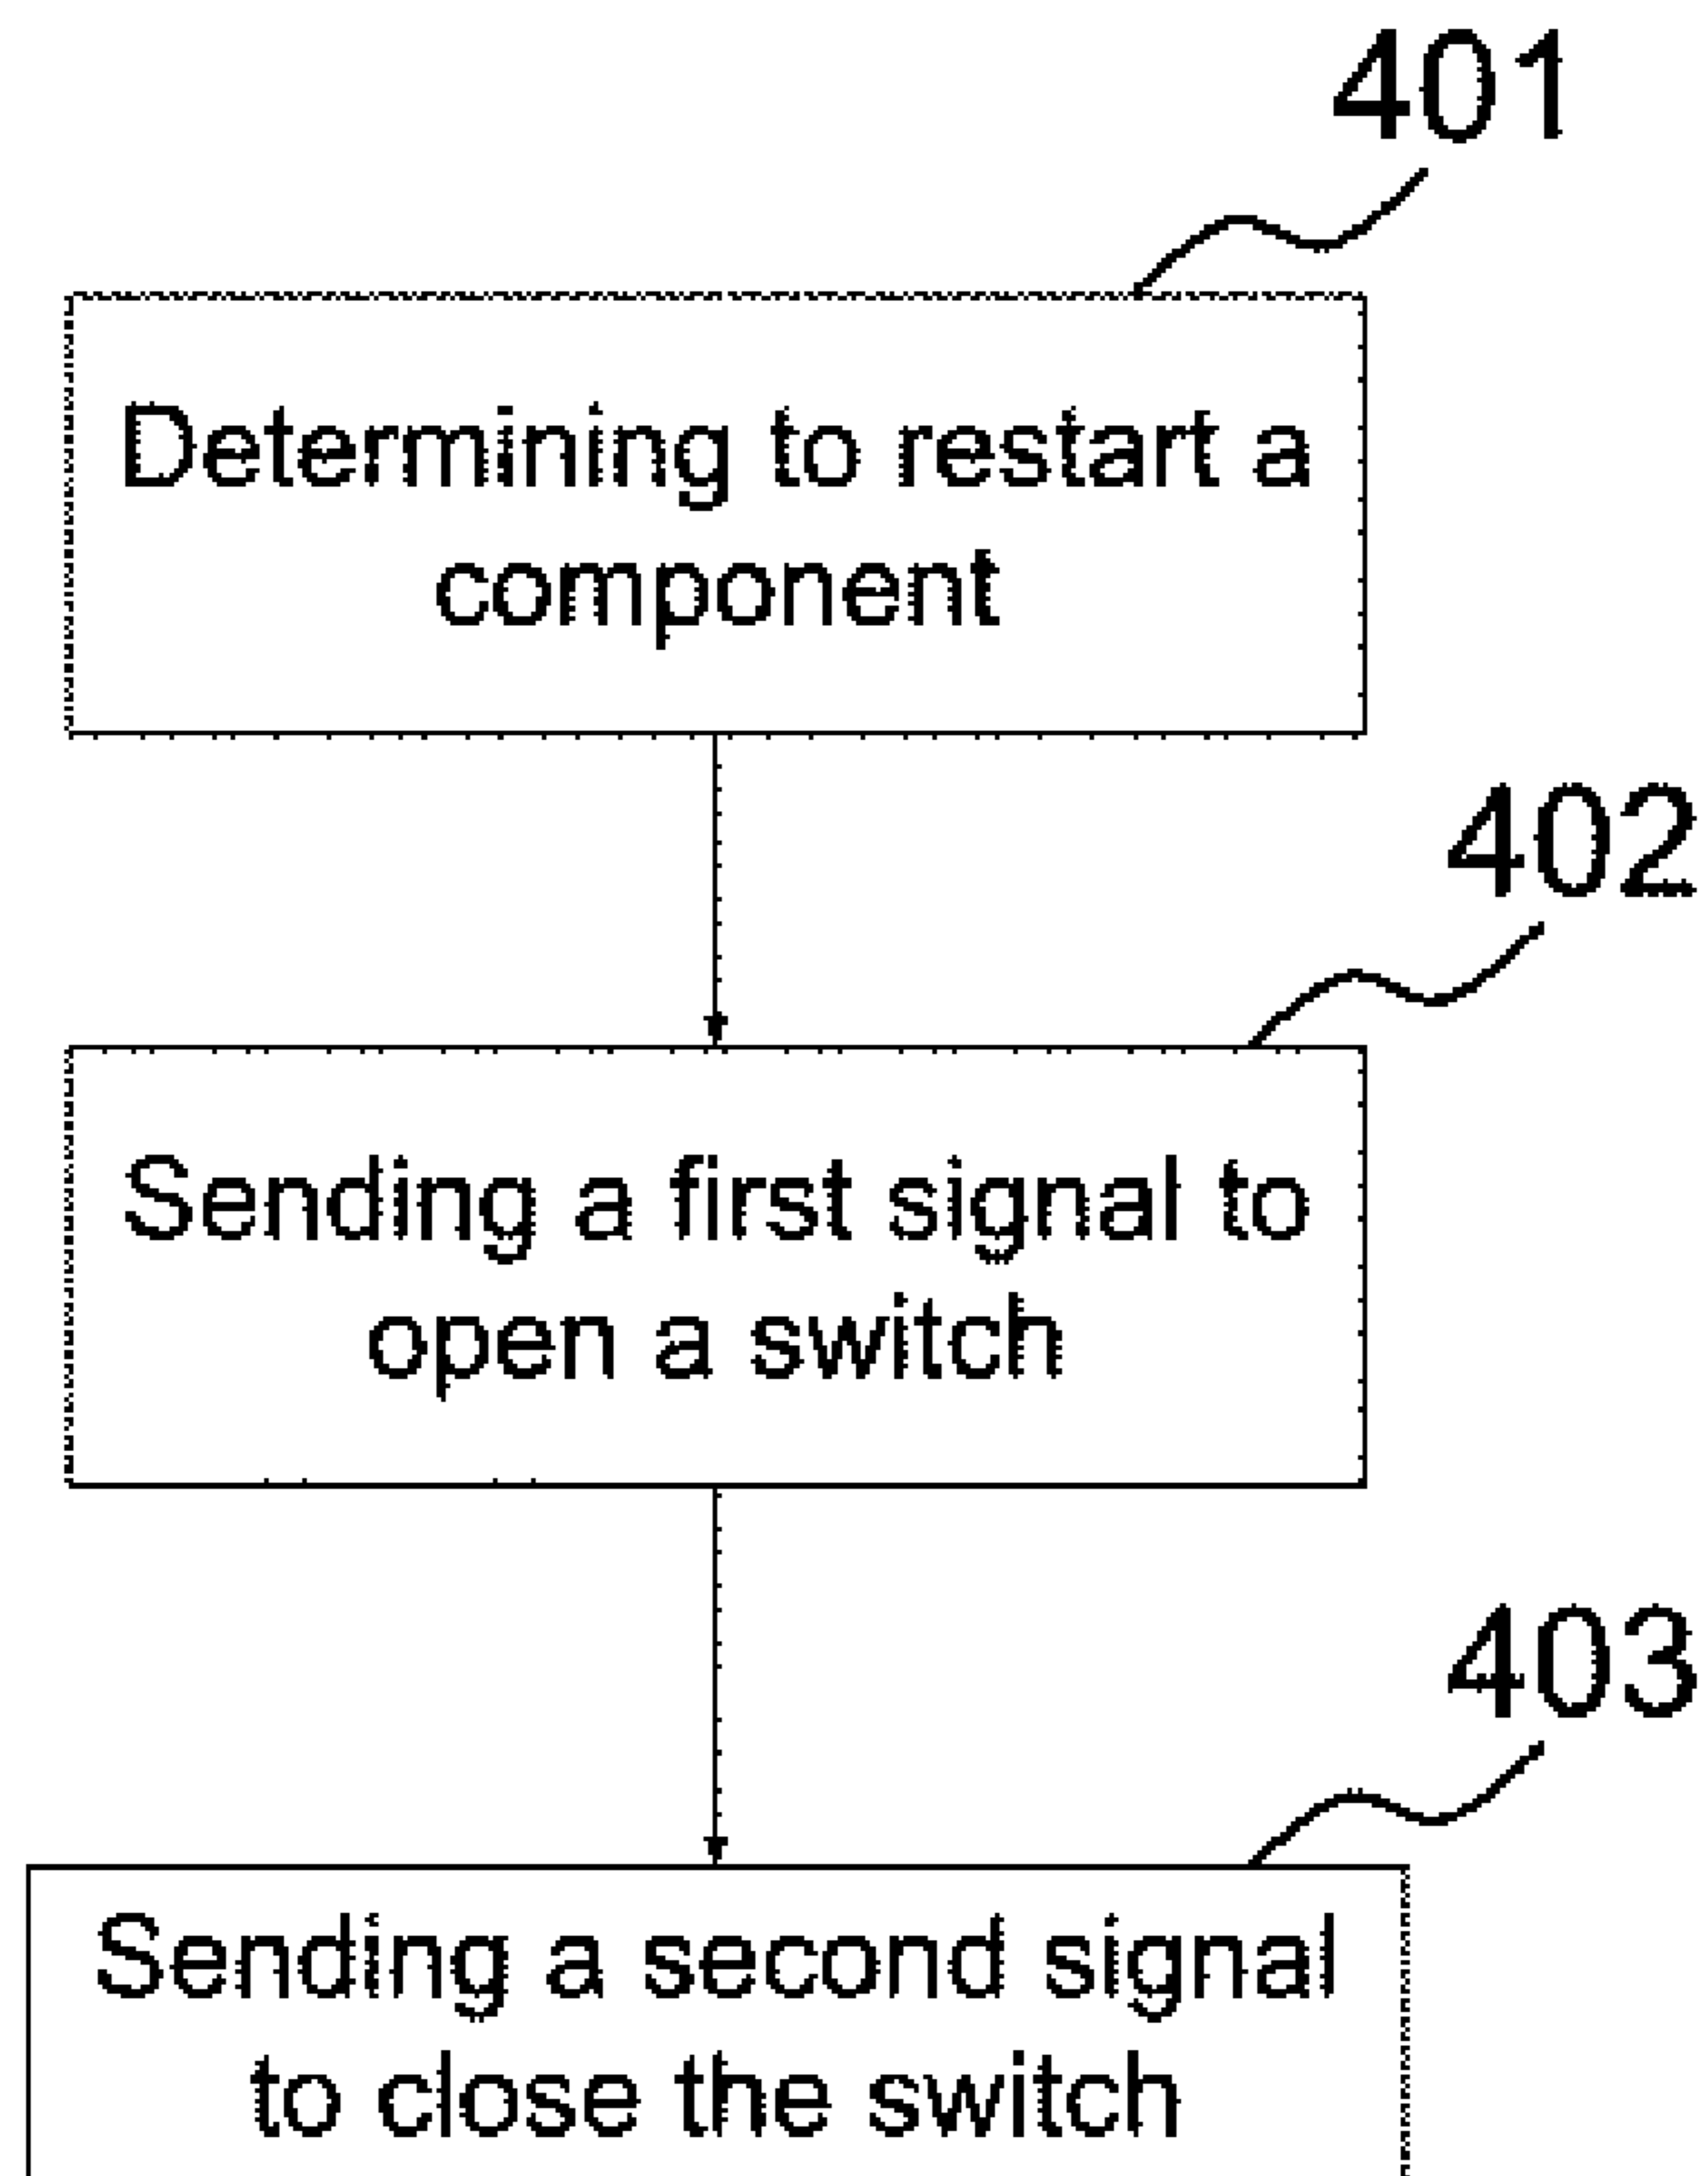 401
Determining to restart a
component
402
Sending a first signal to
open a switch
403
Sending a second signal
to close the switch